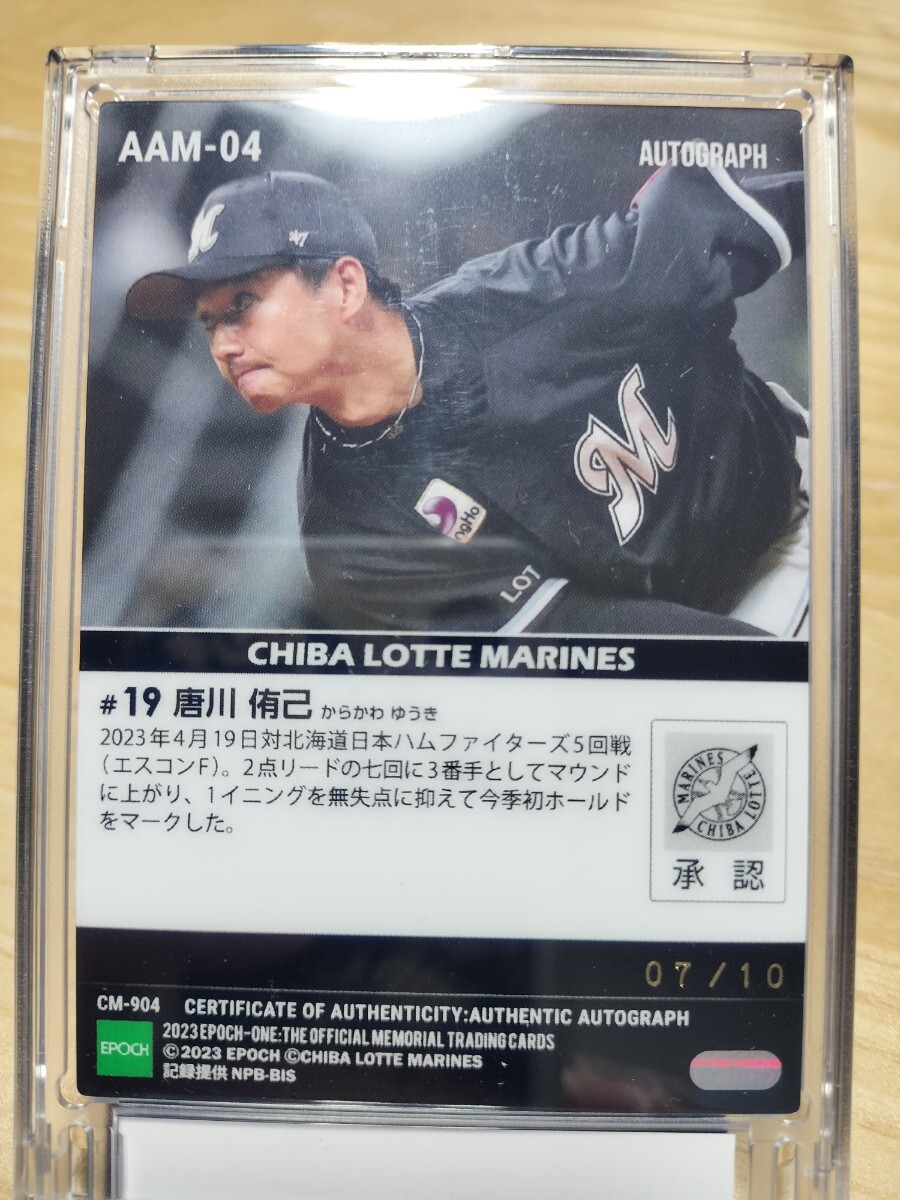 AAM-04
AUTOGRAPH
M
'47
M
ngHo
LOT
CHIBA LOTTE MARINES
#19 唐川 侑己 からかわ ゆうき
2023年4月19日対北海道日本ハムファイターズ5回戦
(エスコンF)。2点リードの七回に3番手としてマウンド
に上がり、1イニングを無失点に抑えて今季初ホールド
をマークした。
MARINES
CHIBA LOTTE
承 認
07/10
CM-904 CERTIFICATE OF AUTHENTICITY:AUTHENTIC AUTOGRAPH
EPOCH
2023 EPOCH-ONE:THE OFFICIAL MEMORIAL TRADING CARDS
©2023 EPOCH ©CHIBA LOTTE MARINES
記録提供 NPB-BIS